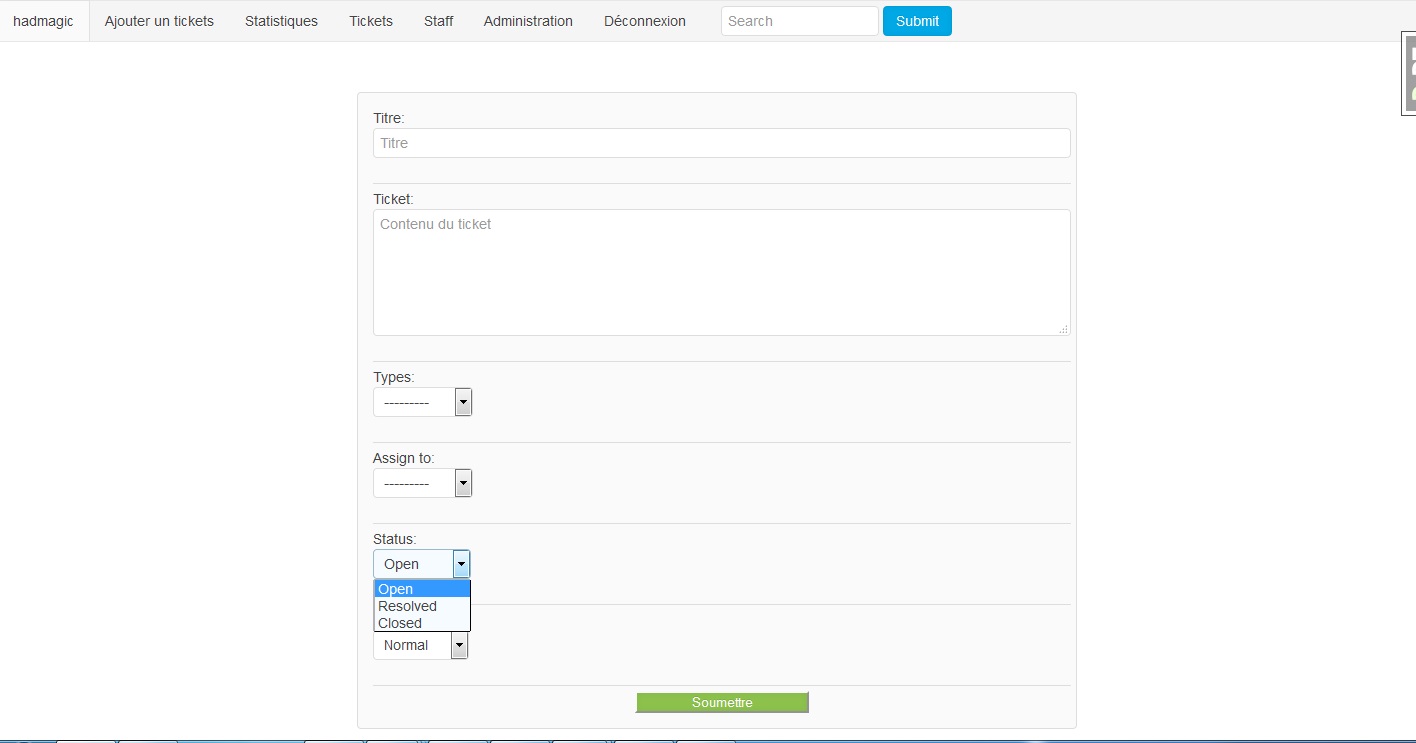 hadmagic Ajouter un tickets Statistiques Tickets Staff Administration Déconnexion Search Submit
Titre:
Titre
Ticket:
Contenu du ticket
Types:
---------
Assign to:
---------
Status:
Open
Open
Resolved
Closed
Normal
Soumettre